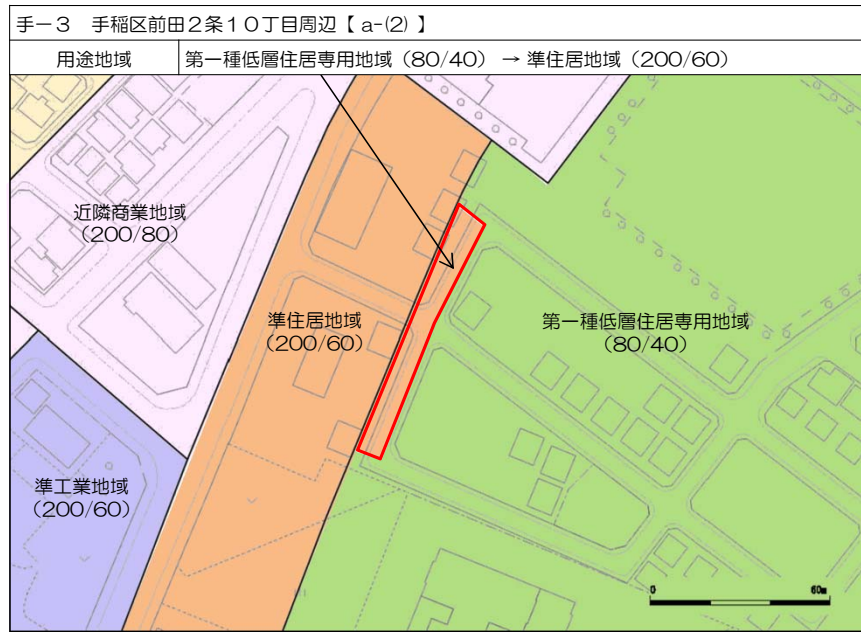 手－3　手稲区前田２条１０丁目周辺【 a-(2) 】
用途地域　第一種低層住居専用地域（80/40） → 準住居地域（200/60）
近隣商業地域
（200/80）
準住居地域
（200/60）
第一種低層住居専用地域
（80/40）
準工業地域
（200/60）
0　60m